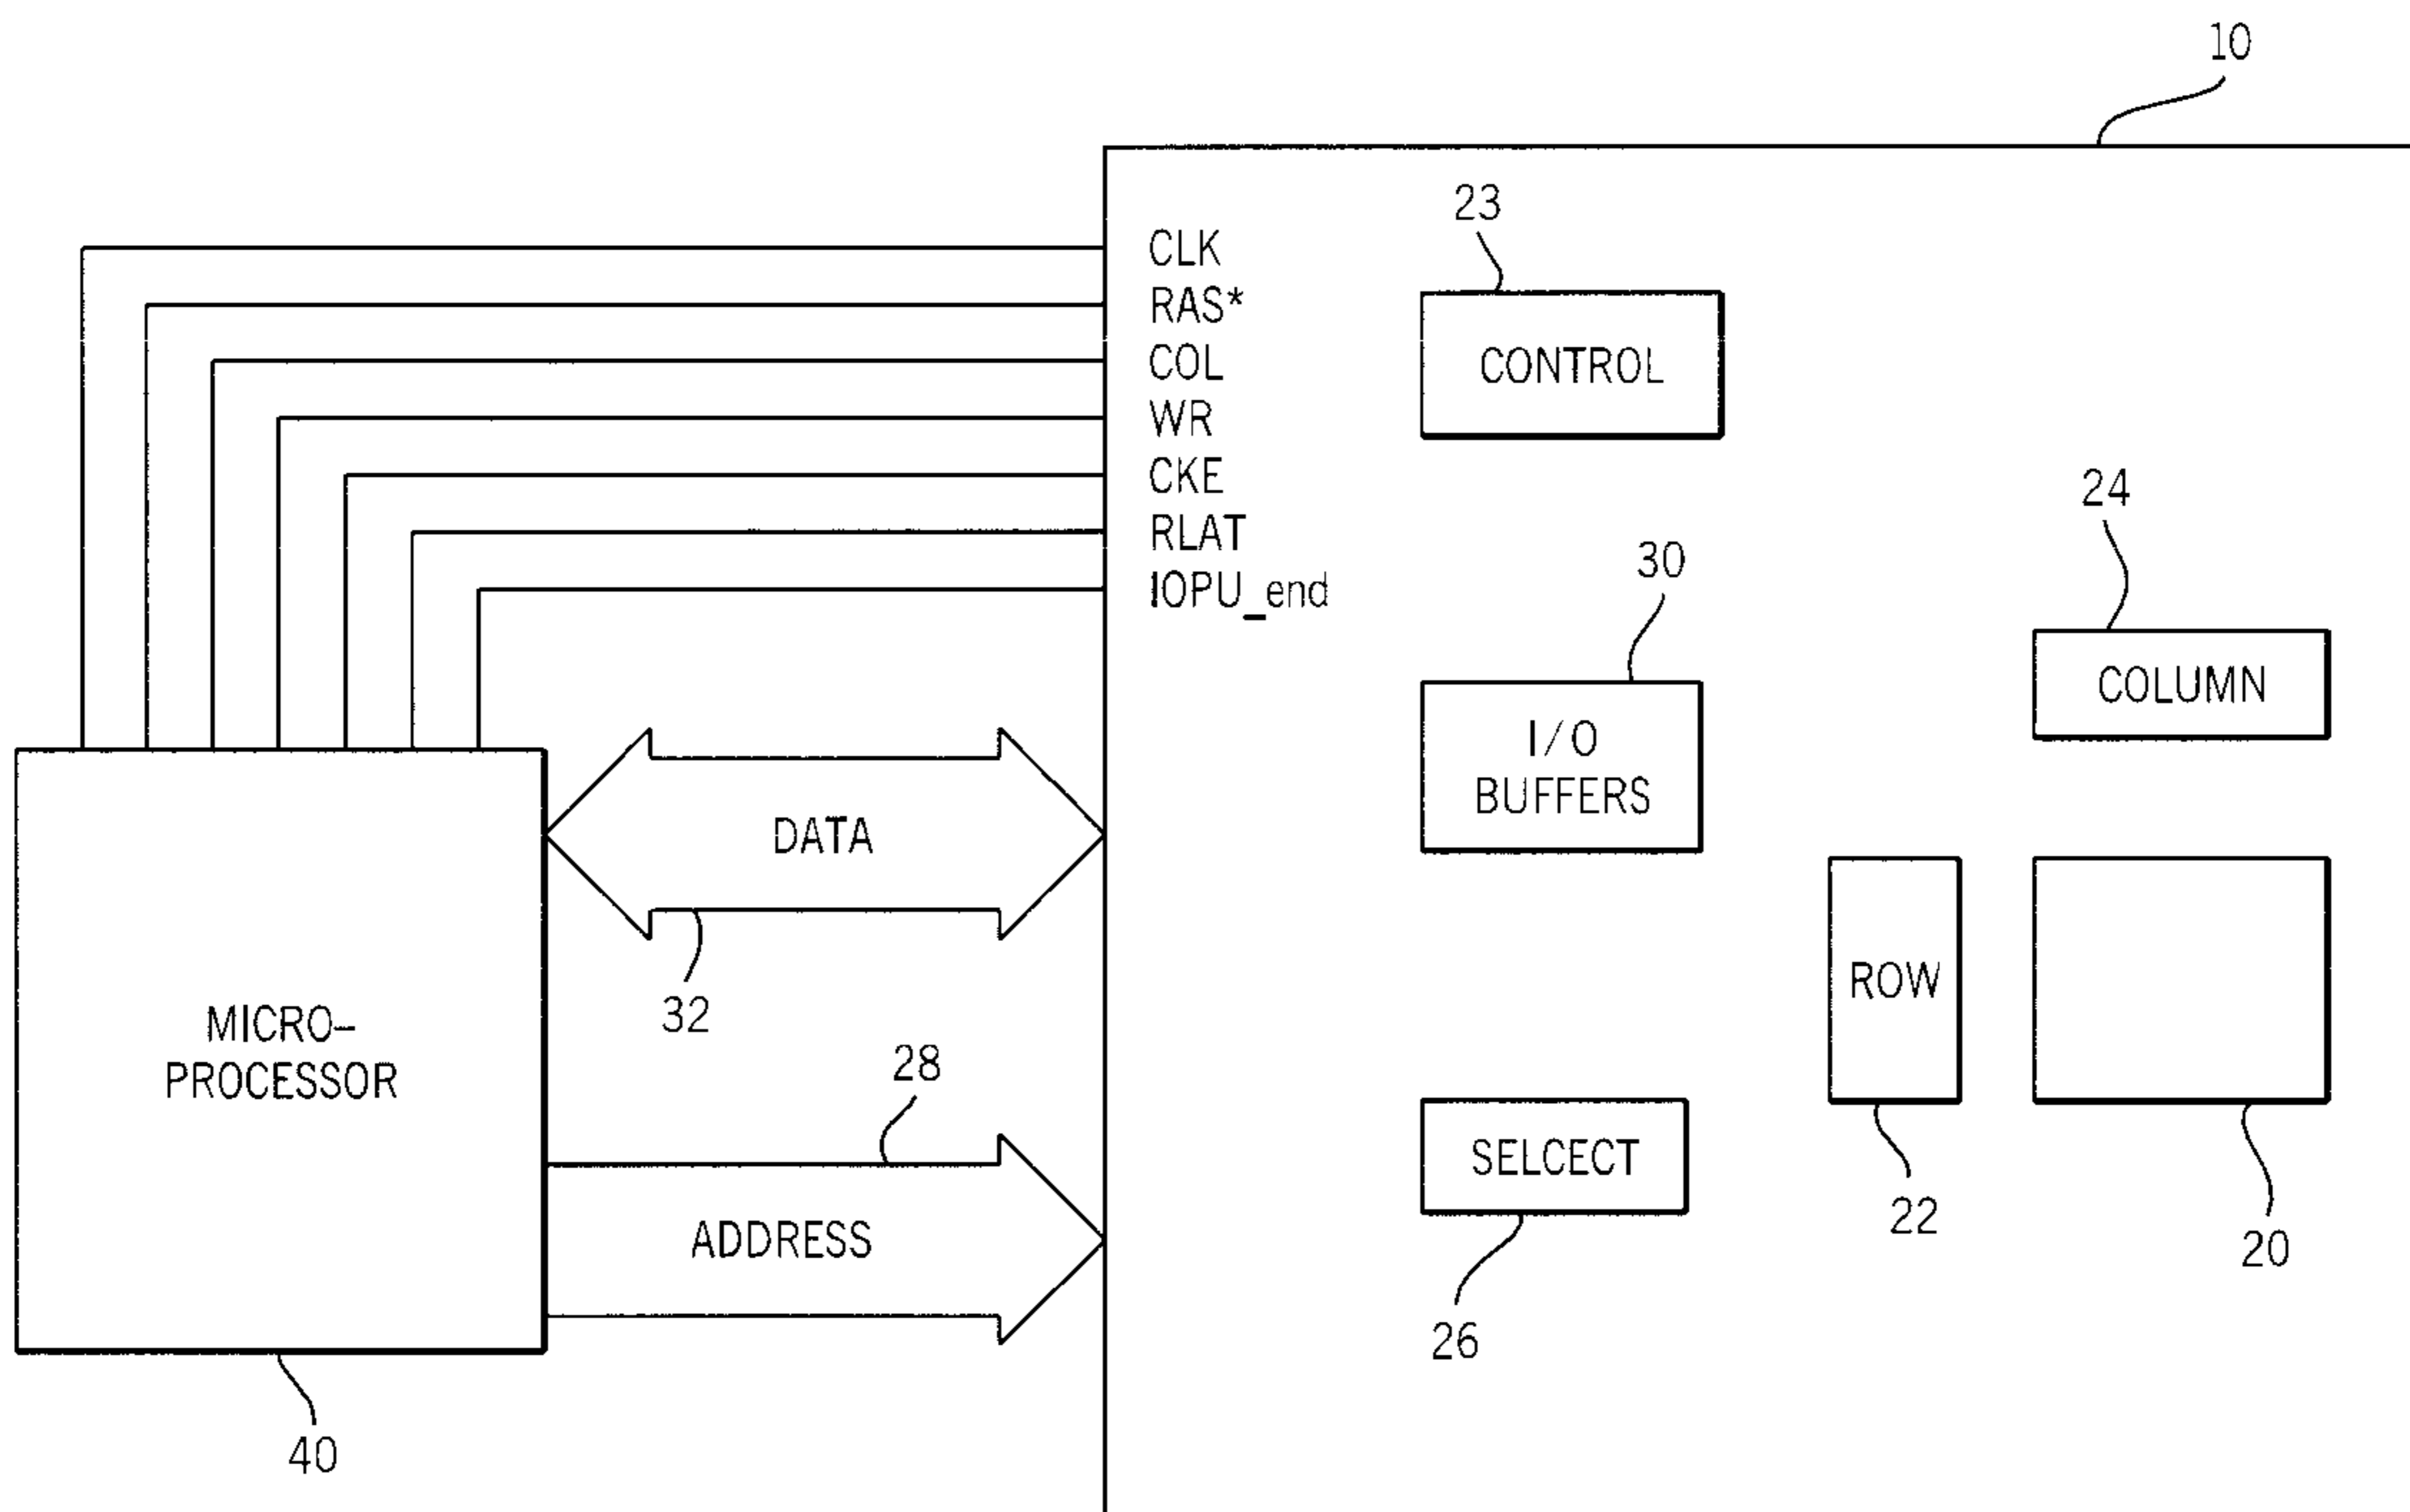 10
23
CLK
RAS*
COL
WR
CKE
RLAT
IOPU_end
CONTROL
24
30
COLUMN
I/O
BUFFERS
DATA
32
ROW
MICRO–
PROCESSOR
28
SELCECT
ADDRESS
22
20
26
40